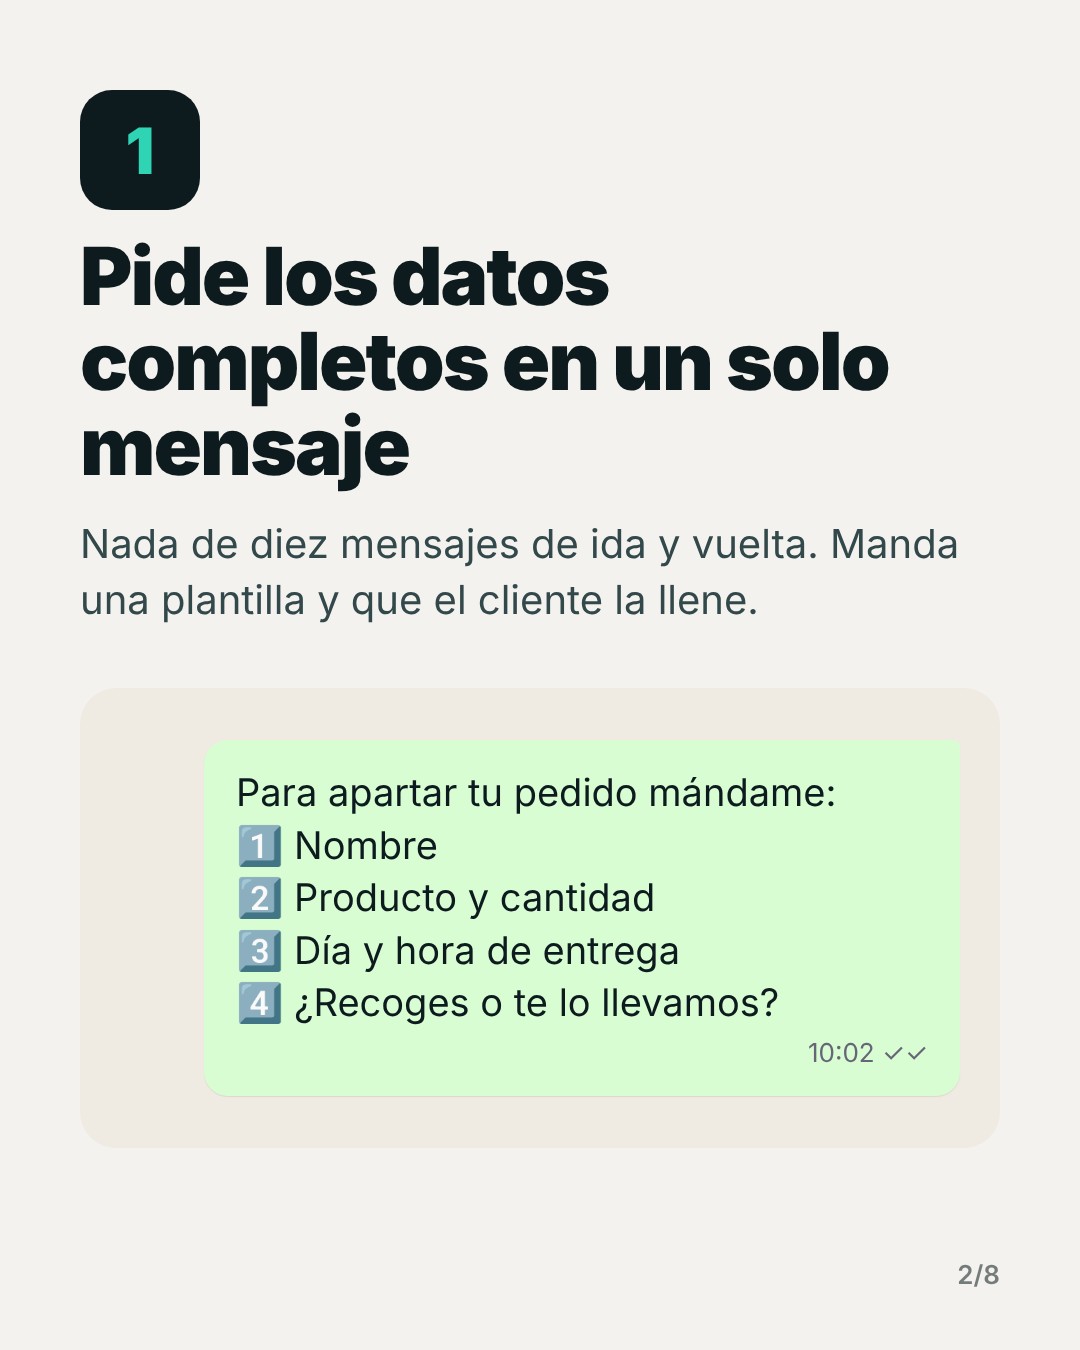 1
Pide los datos
completos en un solo
mensaje
Nada de diez mensajes de ida y vuelta. Manda
una plantilla y que el cliente la llene.
Para apartar tu pedido mándame:
1️⃣ Nombre
2️⃣ Producto y cantidad
3️⃣ Día y hora de entrega
4️⃣ ¿Recoges o te lo llevamos?
10:02 ✓✓
2/8